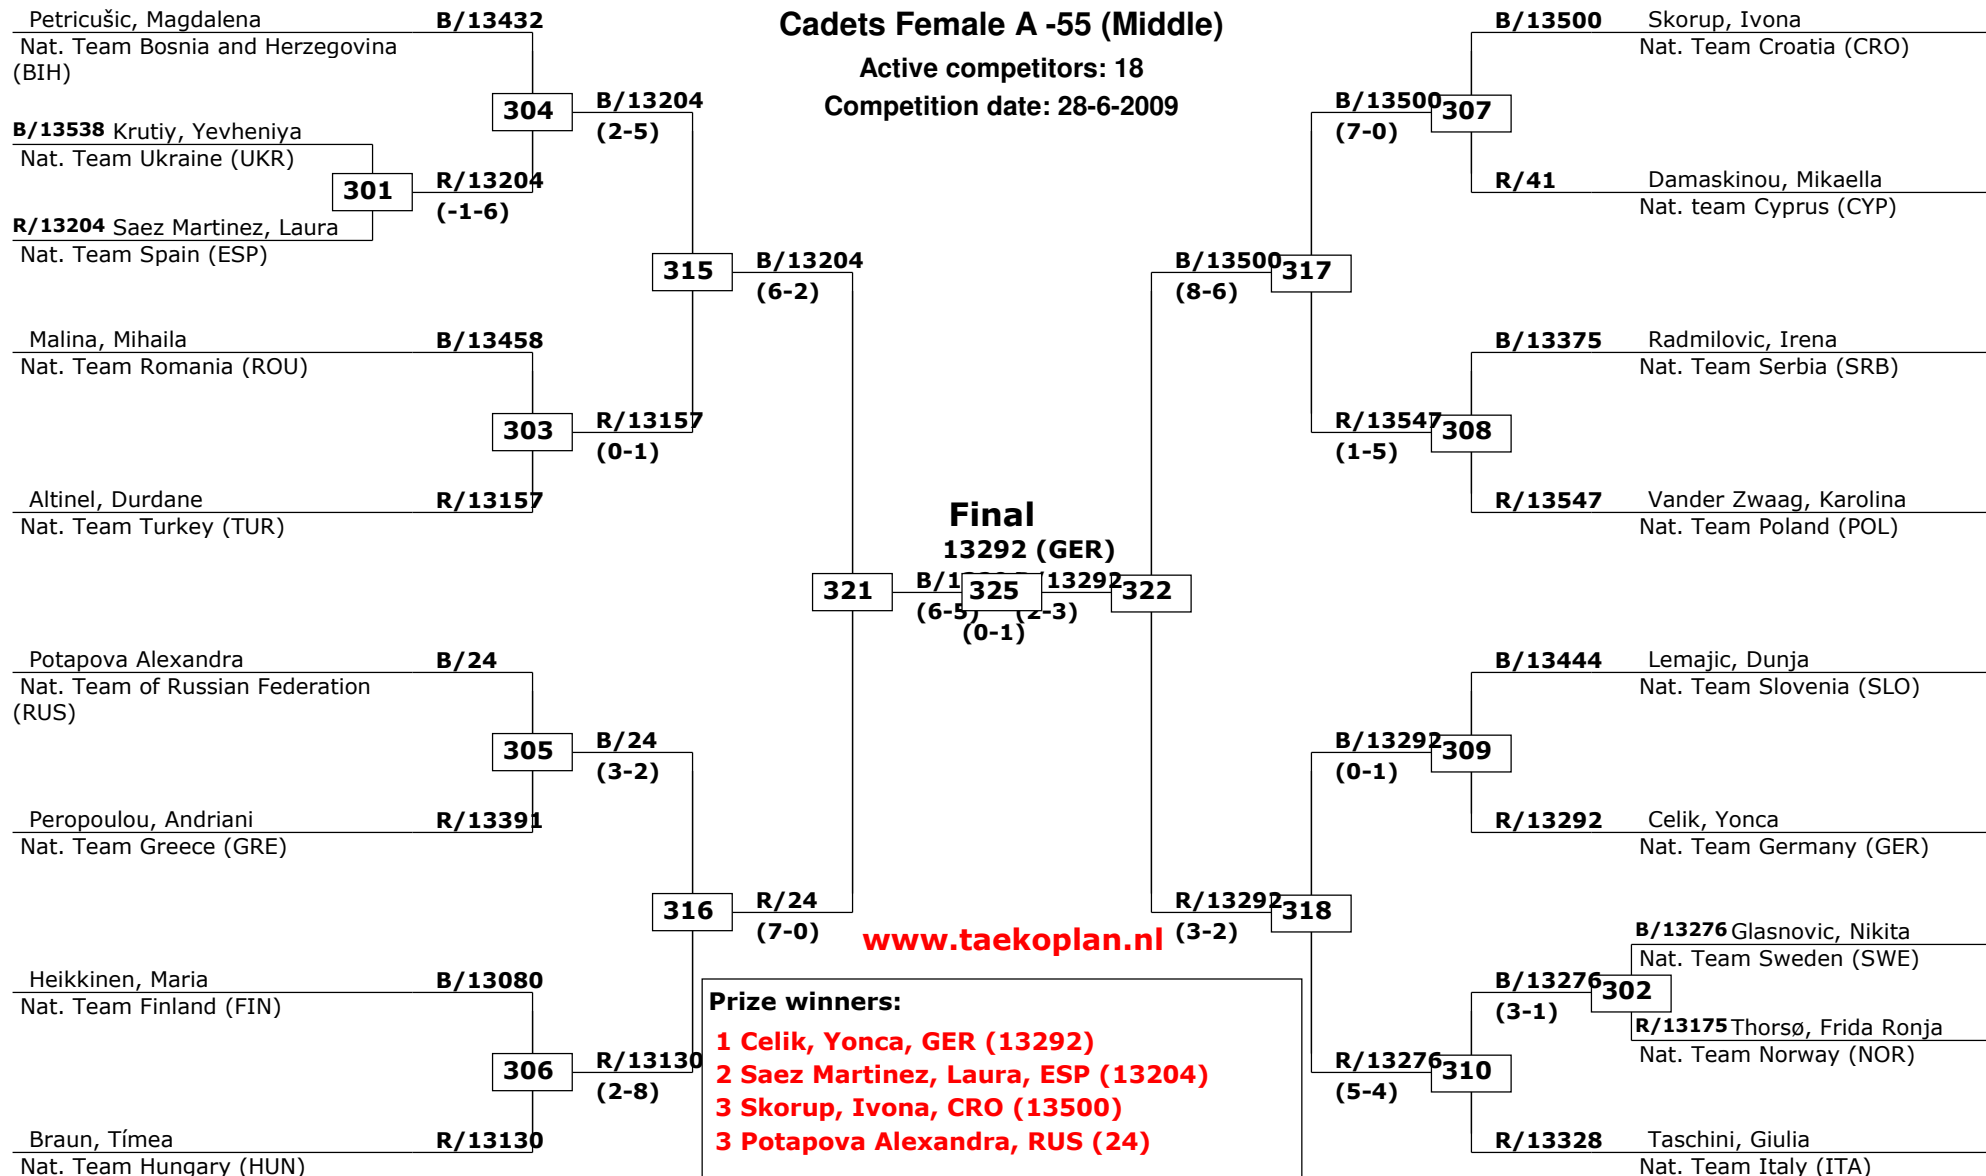 Cadets Female A -55 (Middle)
Active competitors: 18
Competition date: 28-6-2009
Petricušic, Magdalena B/13432
Nat. Team Bosnia and Herzegovina
(BIH)
304
B/13204
(2-5)
B/13538 Krutiy, Yevheniya
Nat. Team Ukraine (UKR)
301
R/13204
(-1-6)
R/13204 Saez Martinez, Laura
Nat. Team Spain (ESP)
315
B/13204
(6-2)
Malina, Mihaila B/13458
Nat. Team Romania (ROU)
303
R/13157
(0-1)
Altinel, Durdane R/13157
Nat. Team Turkey (TUR)
321
(6-5)
Potapova Alexandra B/24
Nat. Team of Russian Federation
(RUS)
305
B/24
(3-2)
Peropoulou, Andriani R/13391
Nat. Team Greece (GRE)
316
R/24
(7-0)
Heikkinen, Maria B/13080
Nat. Team Finland (FIN)
306
R/13130
(2-8)
Braun, Tímea R/13130
Nat. Team Hungary (HUN)
Final
13292 (GER)
325
(0-1)
/13292
(2-3)
322
B/13500 Skorup, Ivona
Nat. Team Croatia (CRO)
B/13500
(7-0)
307
R/41 Damaskinou, Mikaella
Nat. team Cyprus (CYP)
B/13500
(8-6)
317
B/13375 Radmilovic, Irena
Nat. Team Serbia (SRB)
R/13547
(1-5)
308
R/13547 Vander Zwaag, Karolina
Nat. Team Poland (POL)
B/13444 Lemajic, Dunja
Nat. Team Slovenia (SLO)
B/13292
(0-1)
309
R/13292 Celik, Yonca
Nat. Team Germany (GER)
R/13292
(3-2)
318
B/13276 Glasnovic, Nikita
Nat. Team Sweden (SWE)
B/13276
(3-1)
302
R/13175 Thorsø, Frida Ronja
Nat. Team Norway (NOR)
R/13276
(5-4)
310
R/13328 Taschini, Giulia
Nat. Team Italy (ITA)
www.taekoplan.nl
Prize winners:
1 Celik, Yonca, GER (13292)
2 Saez Martinez, Laura, ESP (13204)
3 Skorup, Ivona, CRO (13500)
3 Potapova Alexandra, RUS (24)